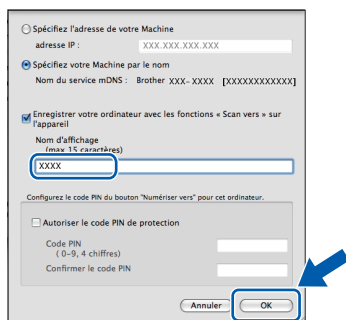 Spécifiez l'adresse de votre Machine
adresse IP : XXX.XXX.XXX.XXX
Spécifiez votre Machine par le nom
Nom du service mDNS : Brother XXX-XXXX [XXXXXXXXXXXX]
Enregistrer votre ordinateur avec les fonctions « Scan vers » sur
l'appareil
Nom d'affichage
(max 15 caractères)
XXXX
Configurez le code PIN du bouton "Numériser vers" pour cet ordinateur.
Autoriser le code PIN de protection
Code PIN
( 0-9, 4 chiffres)
Confirmer le code PIN
Annuler OK